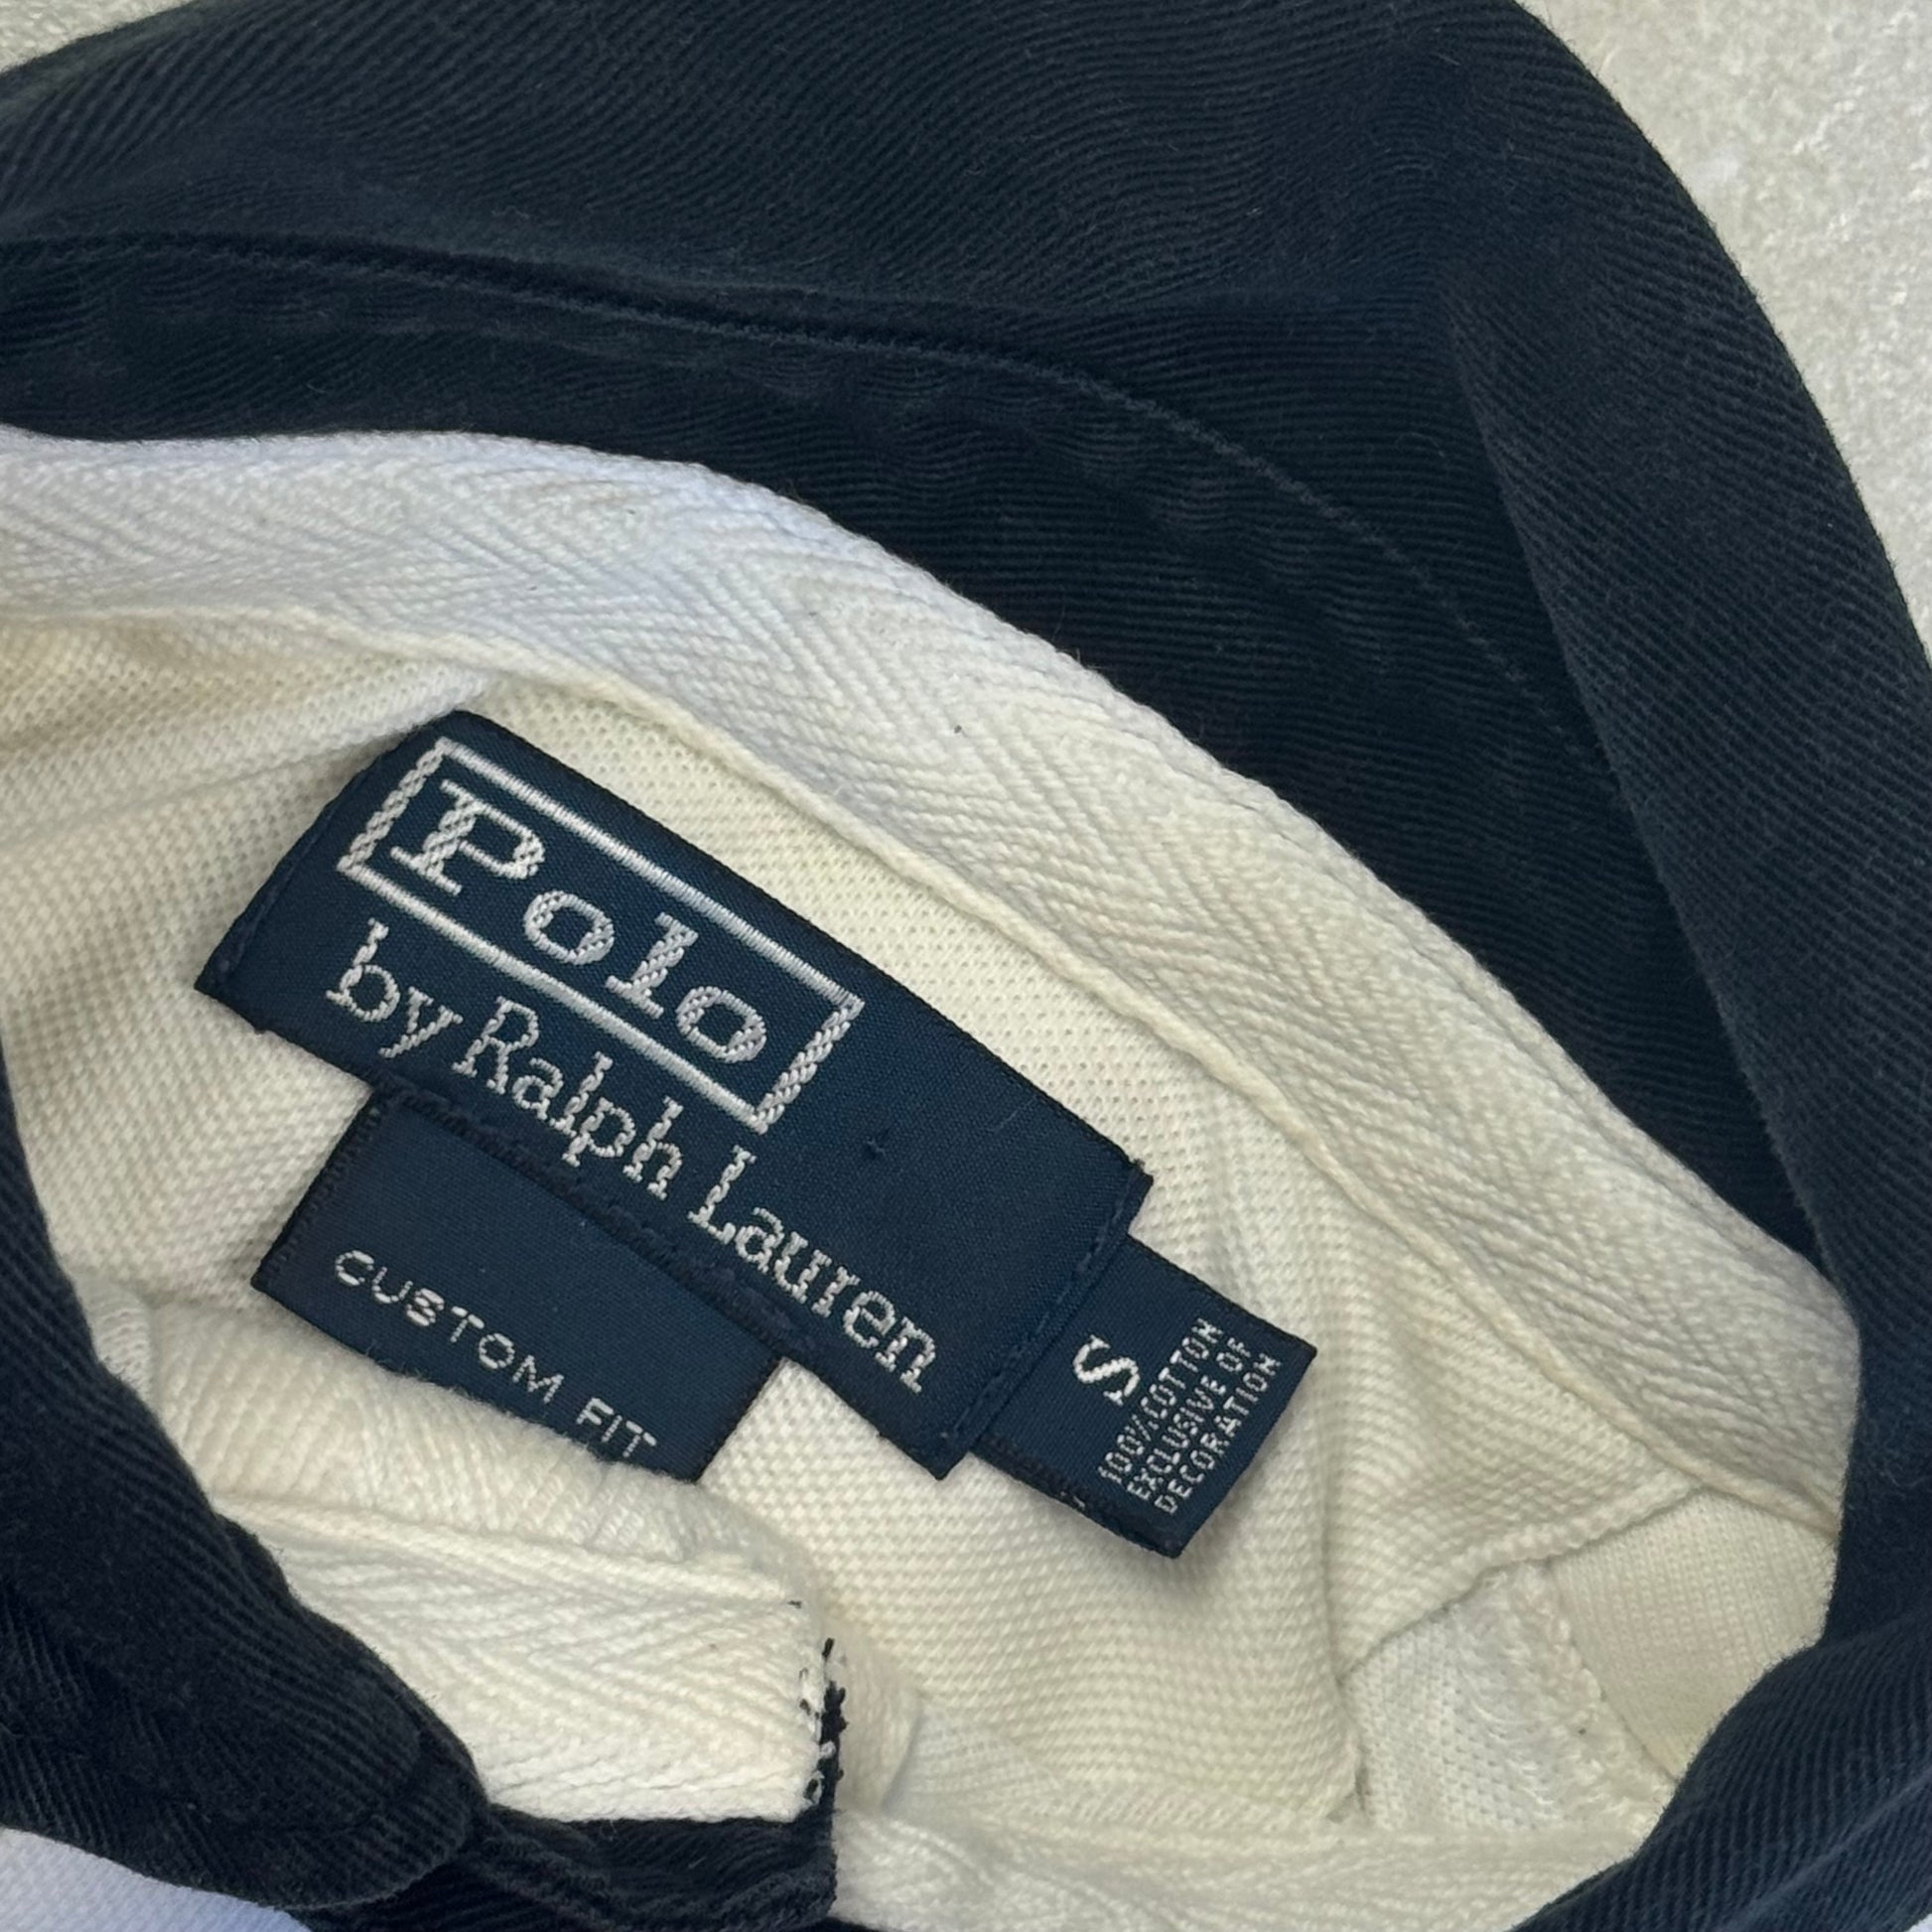 Polo
by Ralph Lauren
CUSTOM FIT
S
100% COTTON
EXCLUSIVE OF
DECORATION